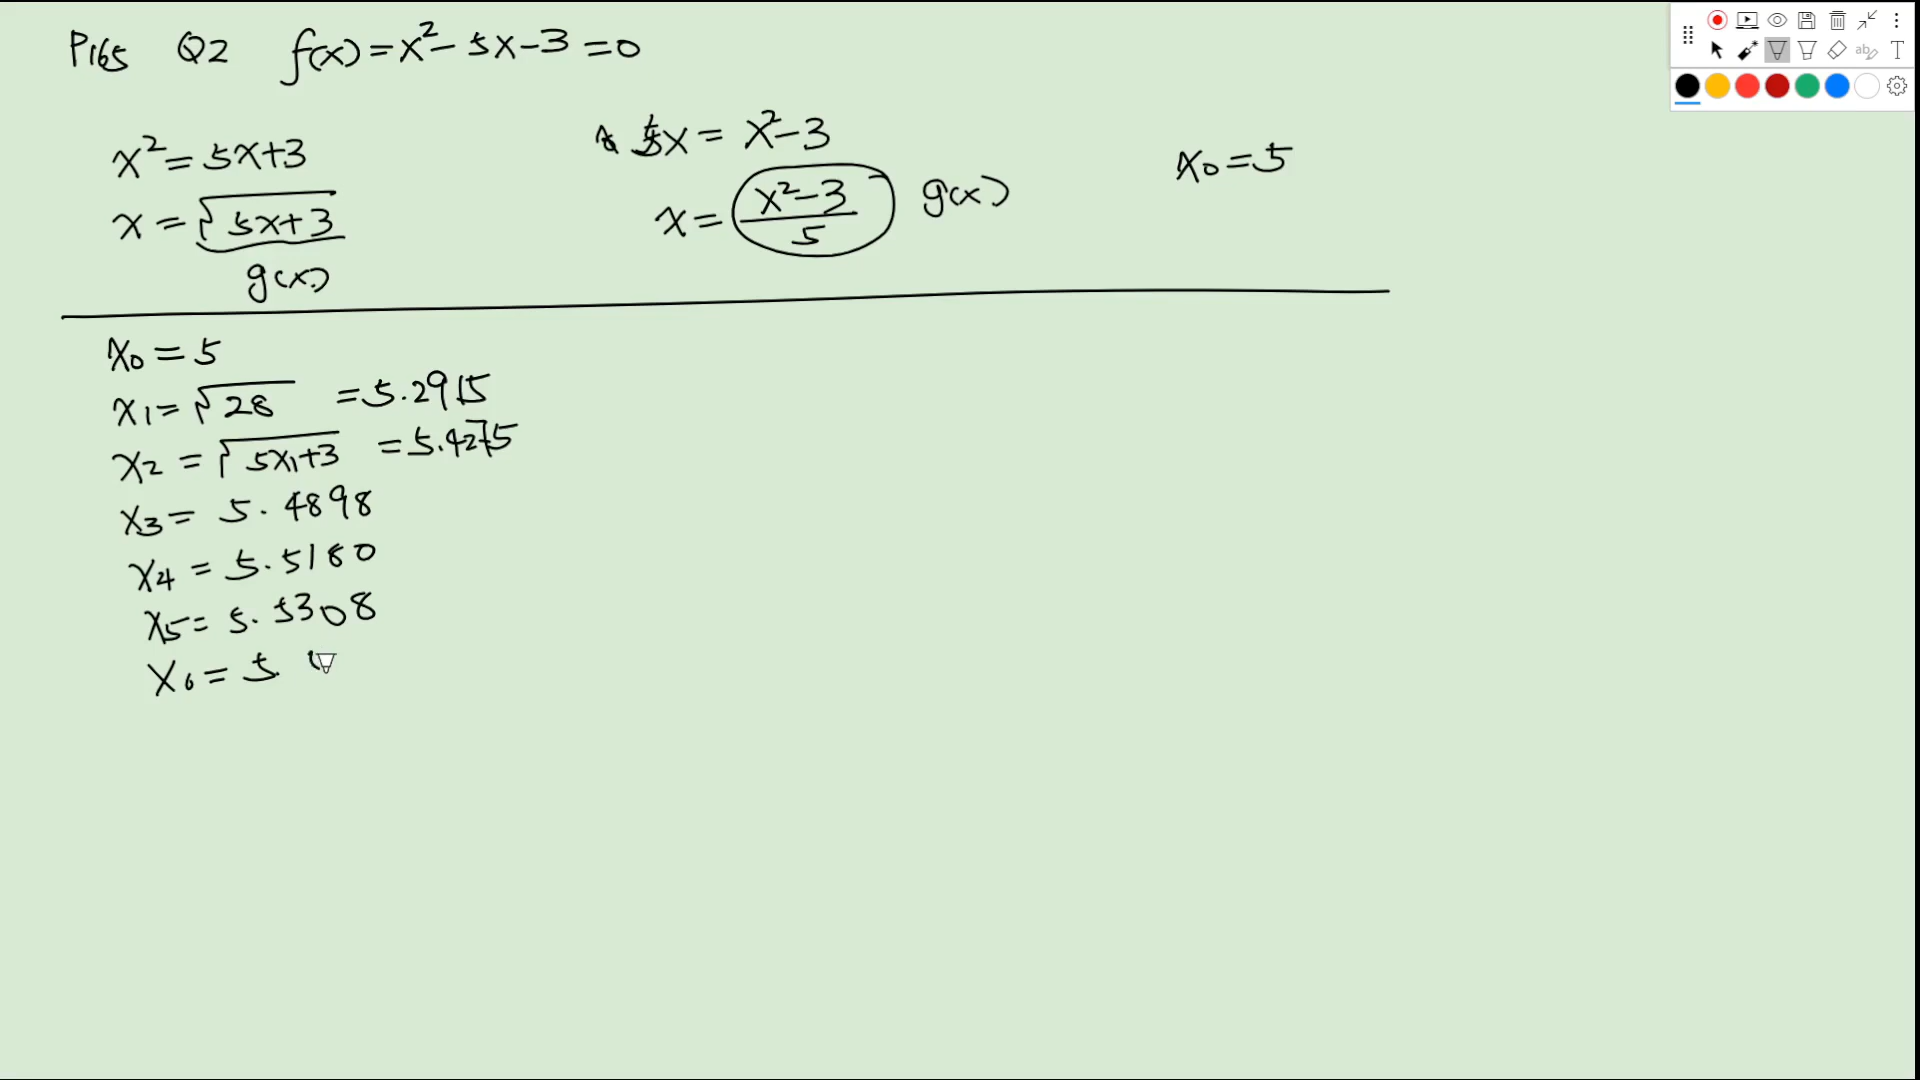 P165 Q2 f(x) = x² - 5x - 3 = 0
x² = 5x+3
x = √5x+3
g(x)
5x = x² - 3
x = (x² - 3)/5 g(x)
x₀ = 5
x₀ = 5
x₁ = √28 = 5.2915
x₂ = √5x₁+3 = 5.4275
x₃ = 5.4898
x₄ = 5.5180
x₅ = 5.5308
x₆ = 5.
T